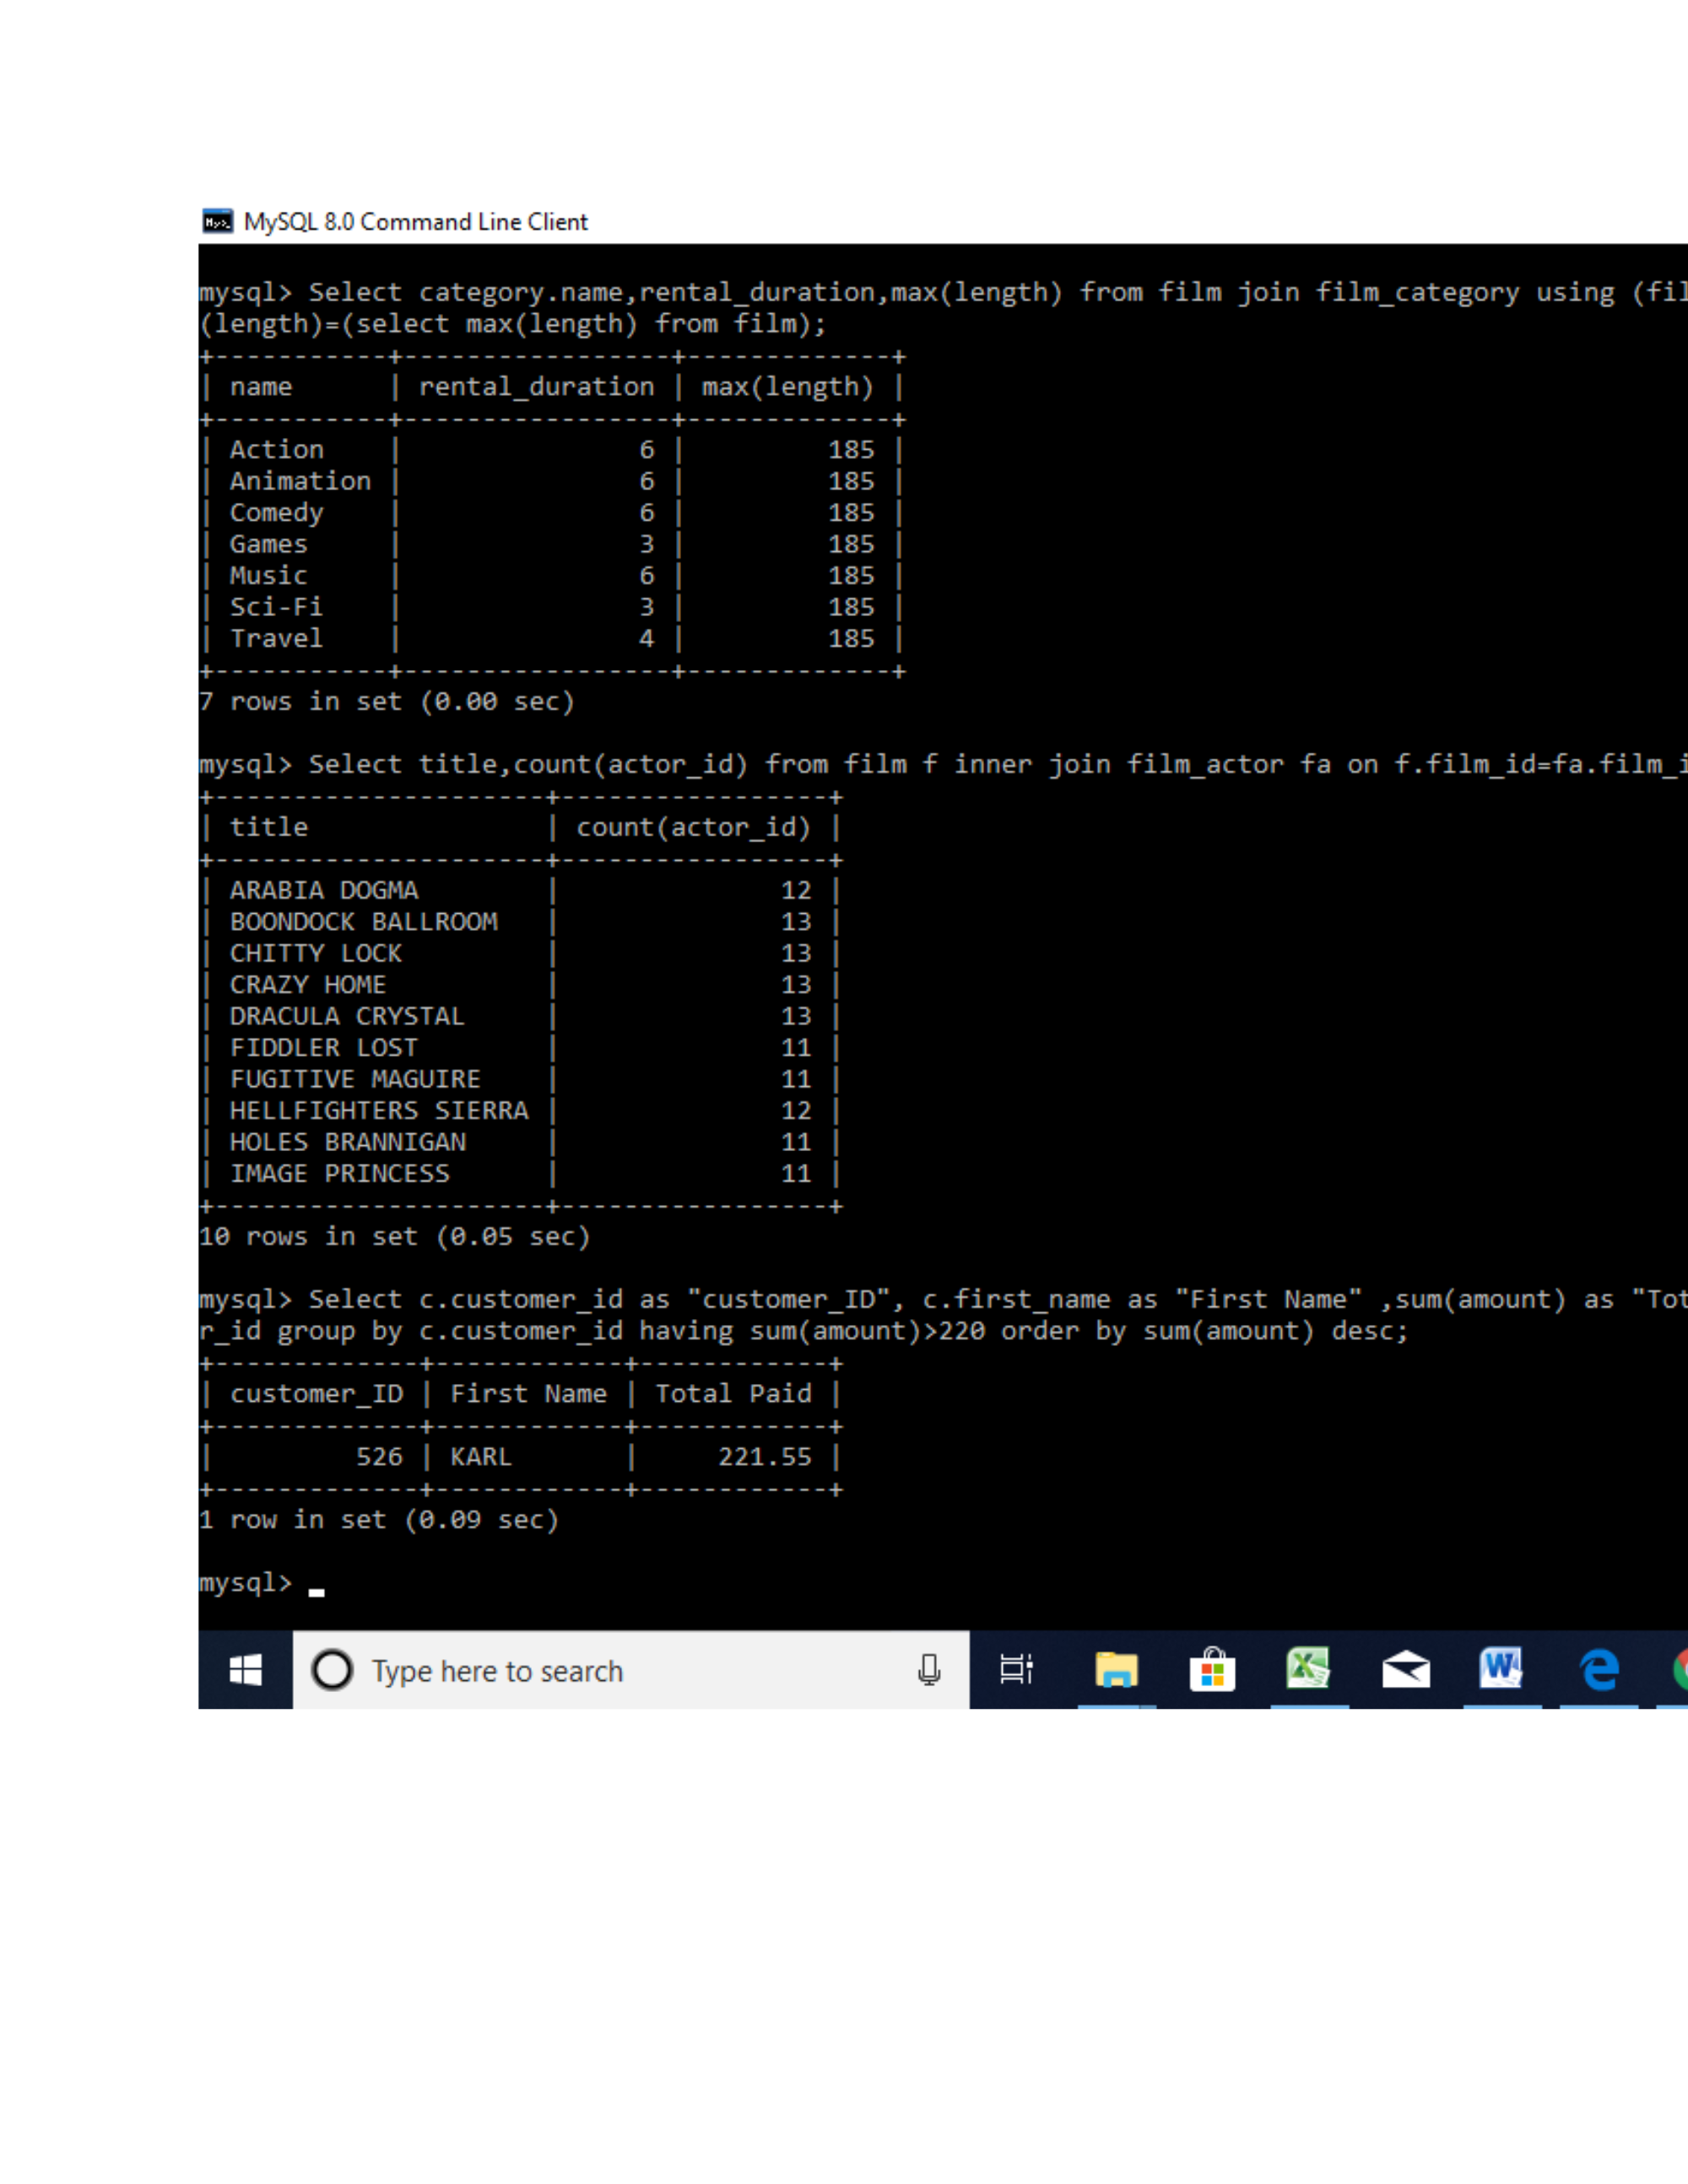 MySQL 8.0 Command Line Client
mysql> Select category.name,rental_duration,max(length) from film join film_category using (fil
(length)=(select max(length) from film);
+-----------+-----------------+-------------+
| name      | rental_duration | max(length) |
+-----------+-----------------+-------------+
| Action    |               6 |         185 |
| Animation |               6 |         185 |
| Comedy    |               6 |         185 |
| Games     |               3 |         185 |
| Music     |               6 |         185 |
| Sci-Fi    |               3 |         185 |
| Travel    |               4 |         185 |
+-----------+-----------------+-------------+
7 rows in set (0.00 sec)
mysql> Select title,count(actor_id) from film f inner join film_actor fa on f.film_id=fa.film_i
+---------------------+-----------------+
| title               | count(actor_id) |
+---------------------+-----------------+
| ARABIA DOGMA        |              12 |
| BOONDOCK BALLROOM   |              13 |
| CHITTY LOCK         |              13 |
| CRAZY HOME          |              13 |
| DRACULA CRYSTAL     |              13 |
| FIDDLER LOST        |              11 |
| FUGITIVE MAGUIRE    |              11 |
| HELLFIGHTERS SIERRA |              12 |
| HOLES BRANNIGAN     |              11 |
| IMAGE PRINCESS      |              11 |
+---------------------+-----------------+
10 rows in set (0.05 sec)
mysql> Select c.customer_id as "customer_ID", c.first_name as "First Name" ,sum(amount) as "Tot
r_id group by c.customer_id having sum(amount)>220 order by sum(amount) desc;
+-------------+------------+------------+
| customer_ID | First Name | Total Paid |
+-------------+------------+------------+
|         526 | KARL       |     221.55 |
+-------------+------------+------------+
1 row in set (0.09 sec)
mysql> _
Type here to search